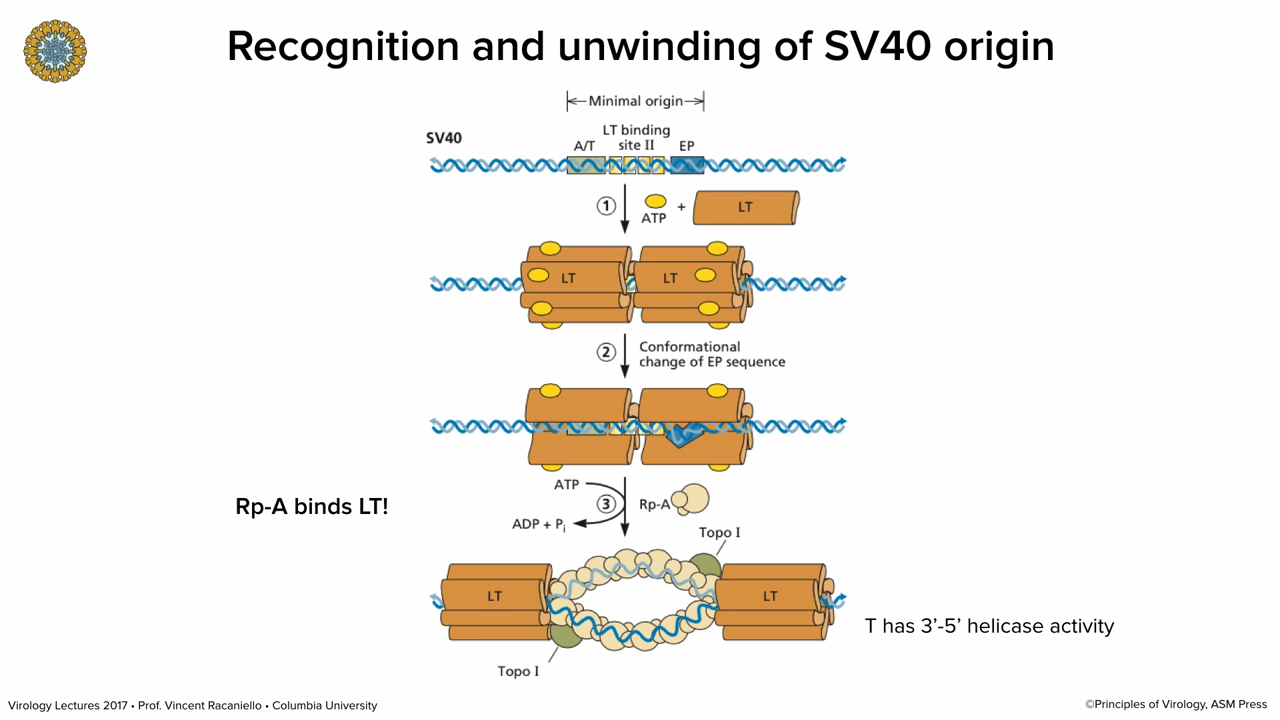 Recognition and unwinding of SV40 origin
Minimal origin
SV40
LT binding
site II
A/T
EP
1
ATP
+
LT
LT
LT
2
Conformational
change of EP sequence
ATP
3
Rp-A
Rp-A binds LT!
ADP + Pi
Topo I
LT
LT
T has 3’-5’ helicase activity
Topo I
Virology Lectures 2017 • Prof. Vincent Racaniello • Columbia University
©Principles of Virology, ASM Press